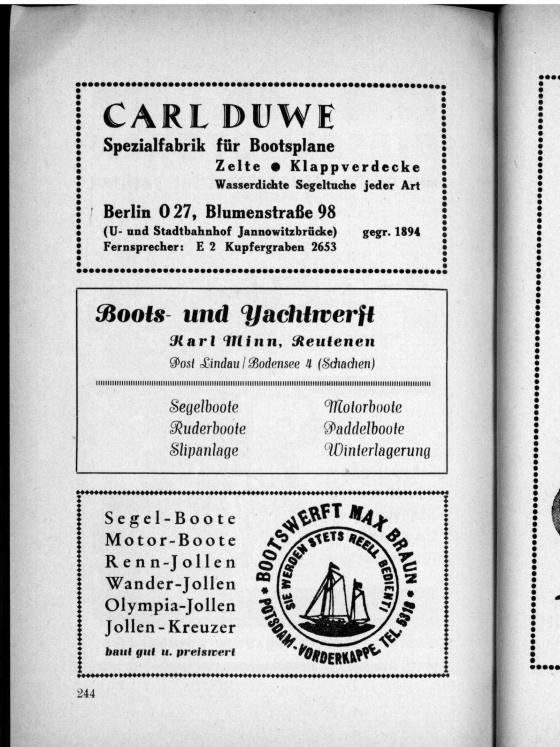 CARL DUWE
Spezialfabrik für Bootsplane
Zelte ● Klappverdecke
Wasserdichte Segeltuche jeder Art
Berlin O 27, Blumenstraße 98
(U- und Stadtbahnhof Jannowitzbrücke) gegr. 1894
Fernsprecher: E 2 Kupfergraben 2653
Boots- und Yachtwerft
Karl Minn, Reutenen
Post Lindau/Bodensee 4 (Schachen)
Segelboote Motorboote
Ruderboote Paddelboote
Slipanlage Winterlagerung
Segel-Boote
Motor-Boote
Renn-Jollen
Wander-Jollen
Olympia-Jollen
Jollen-Kreuzer
baut gut u. preiswert
* BOOTSWERFT MAX BRAUN *
SIE WERDEN STETS REELL BEDIENT!
POTSDAM-VORDERKAPPE, TEL. 5318
244